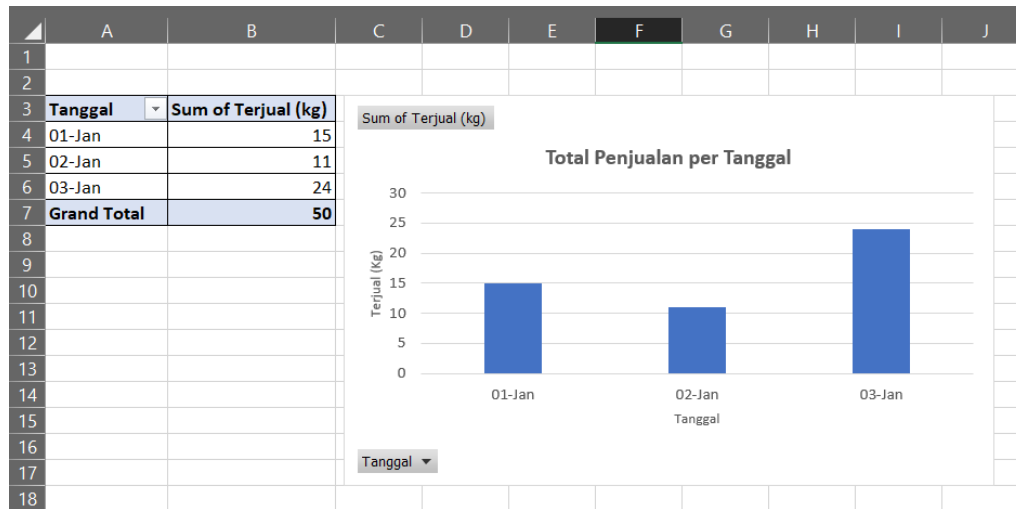 A B C D E F G H I J
1
2
3 Tanggal Sum of Terjual (kg)
4 01-Jan 15
5 02-Jan 11
6 03-Jan 24
7 Grand Total 50
8
9
10
11
12
13
14
15
16
17
18
Sum of Terjual (kg)
Total Penjualan per Tanggal
Terjual (Kg)
30
25
20
15
10
5
0
01-Jan 02-Jan 03-Jan
Tanggal
Tanggal